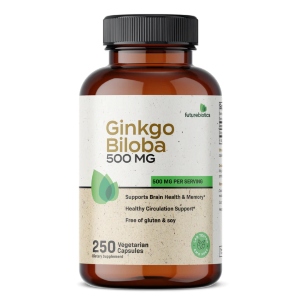 futurebiotics
Ginkgo
Biloba
500 MG
500 MG PER SERVING
Supports Brain Health & Memory*
Healthy Circulation Support*
Free of gluten & soy
250 Vegetarian
Capsules
Dietary Supplement